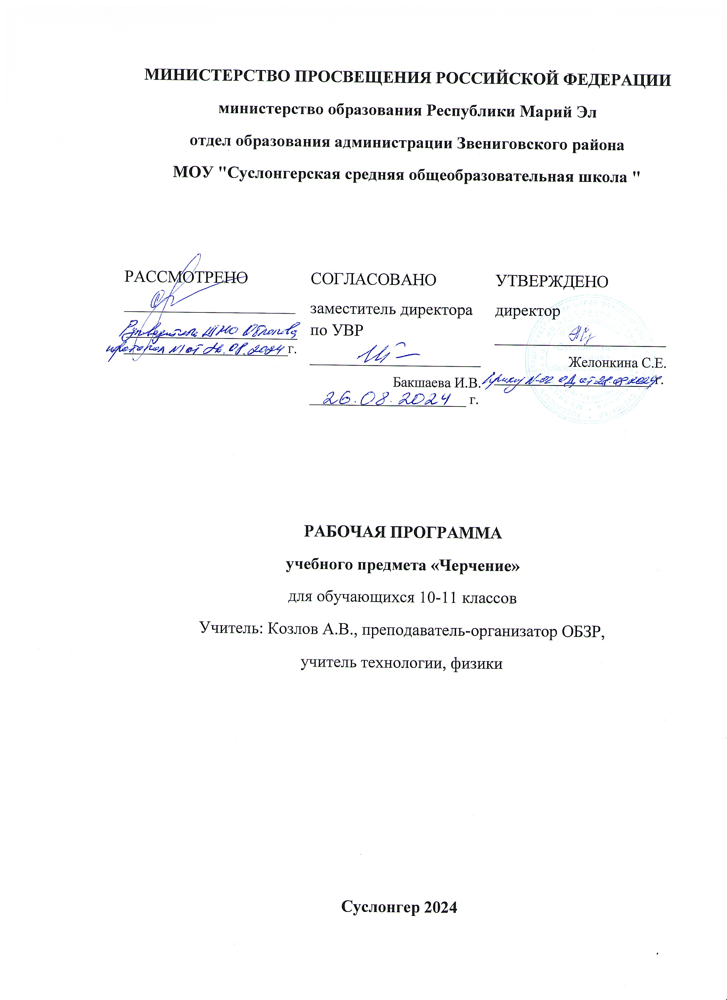 МИНИСТЕРСТВО ПРОСВЕЩЕНИЯ РОССИЙСКОЙ ФЕДЕРАЦИИ
министерство образования Республики Марий Эл
отдел образования администрации Звениговского района
МОУ "Суслонгерская средняя общеобразовательная школа "
РАССМОТРЕНО
Руководитель ШМО
протокол №1 от 26.08.2024 г.
СОГЛАСОВАНО
заместитель директора
по УВР
Бакшаева И.В.
26.08.2024 г.
УТВЕРЖДЕНО
директор
Желонкина С.Е.
Приказ от 28.08.2024 г.
РАБОЧАЯ ПРОГРАММА
учебного предмета «Черчение»
для обучающихся 10-11 классов
Учитель: Козлов А.В., преподаватель-организатор ОБЗР,
учитель технологии, физики
Суслонгер 2024